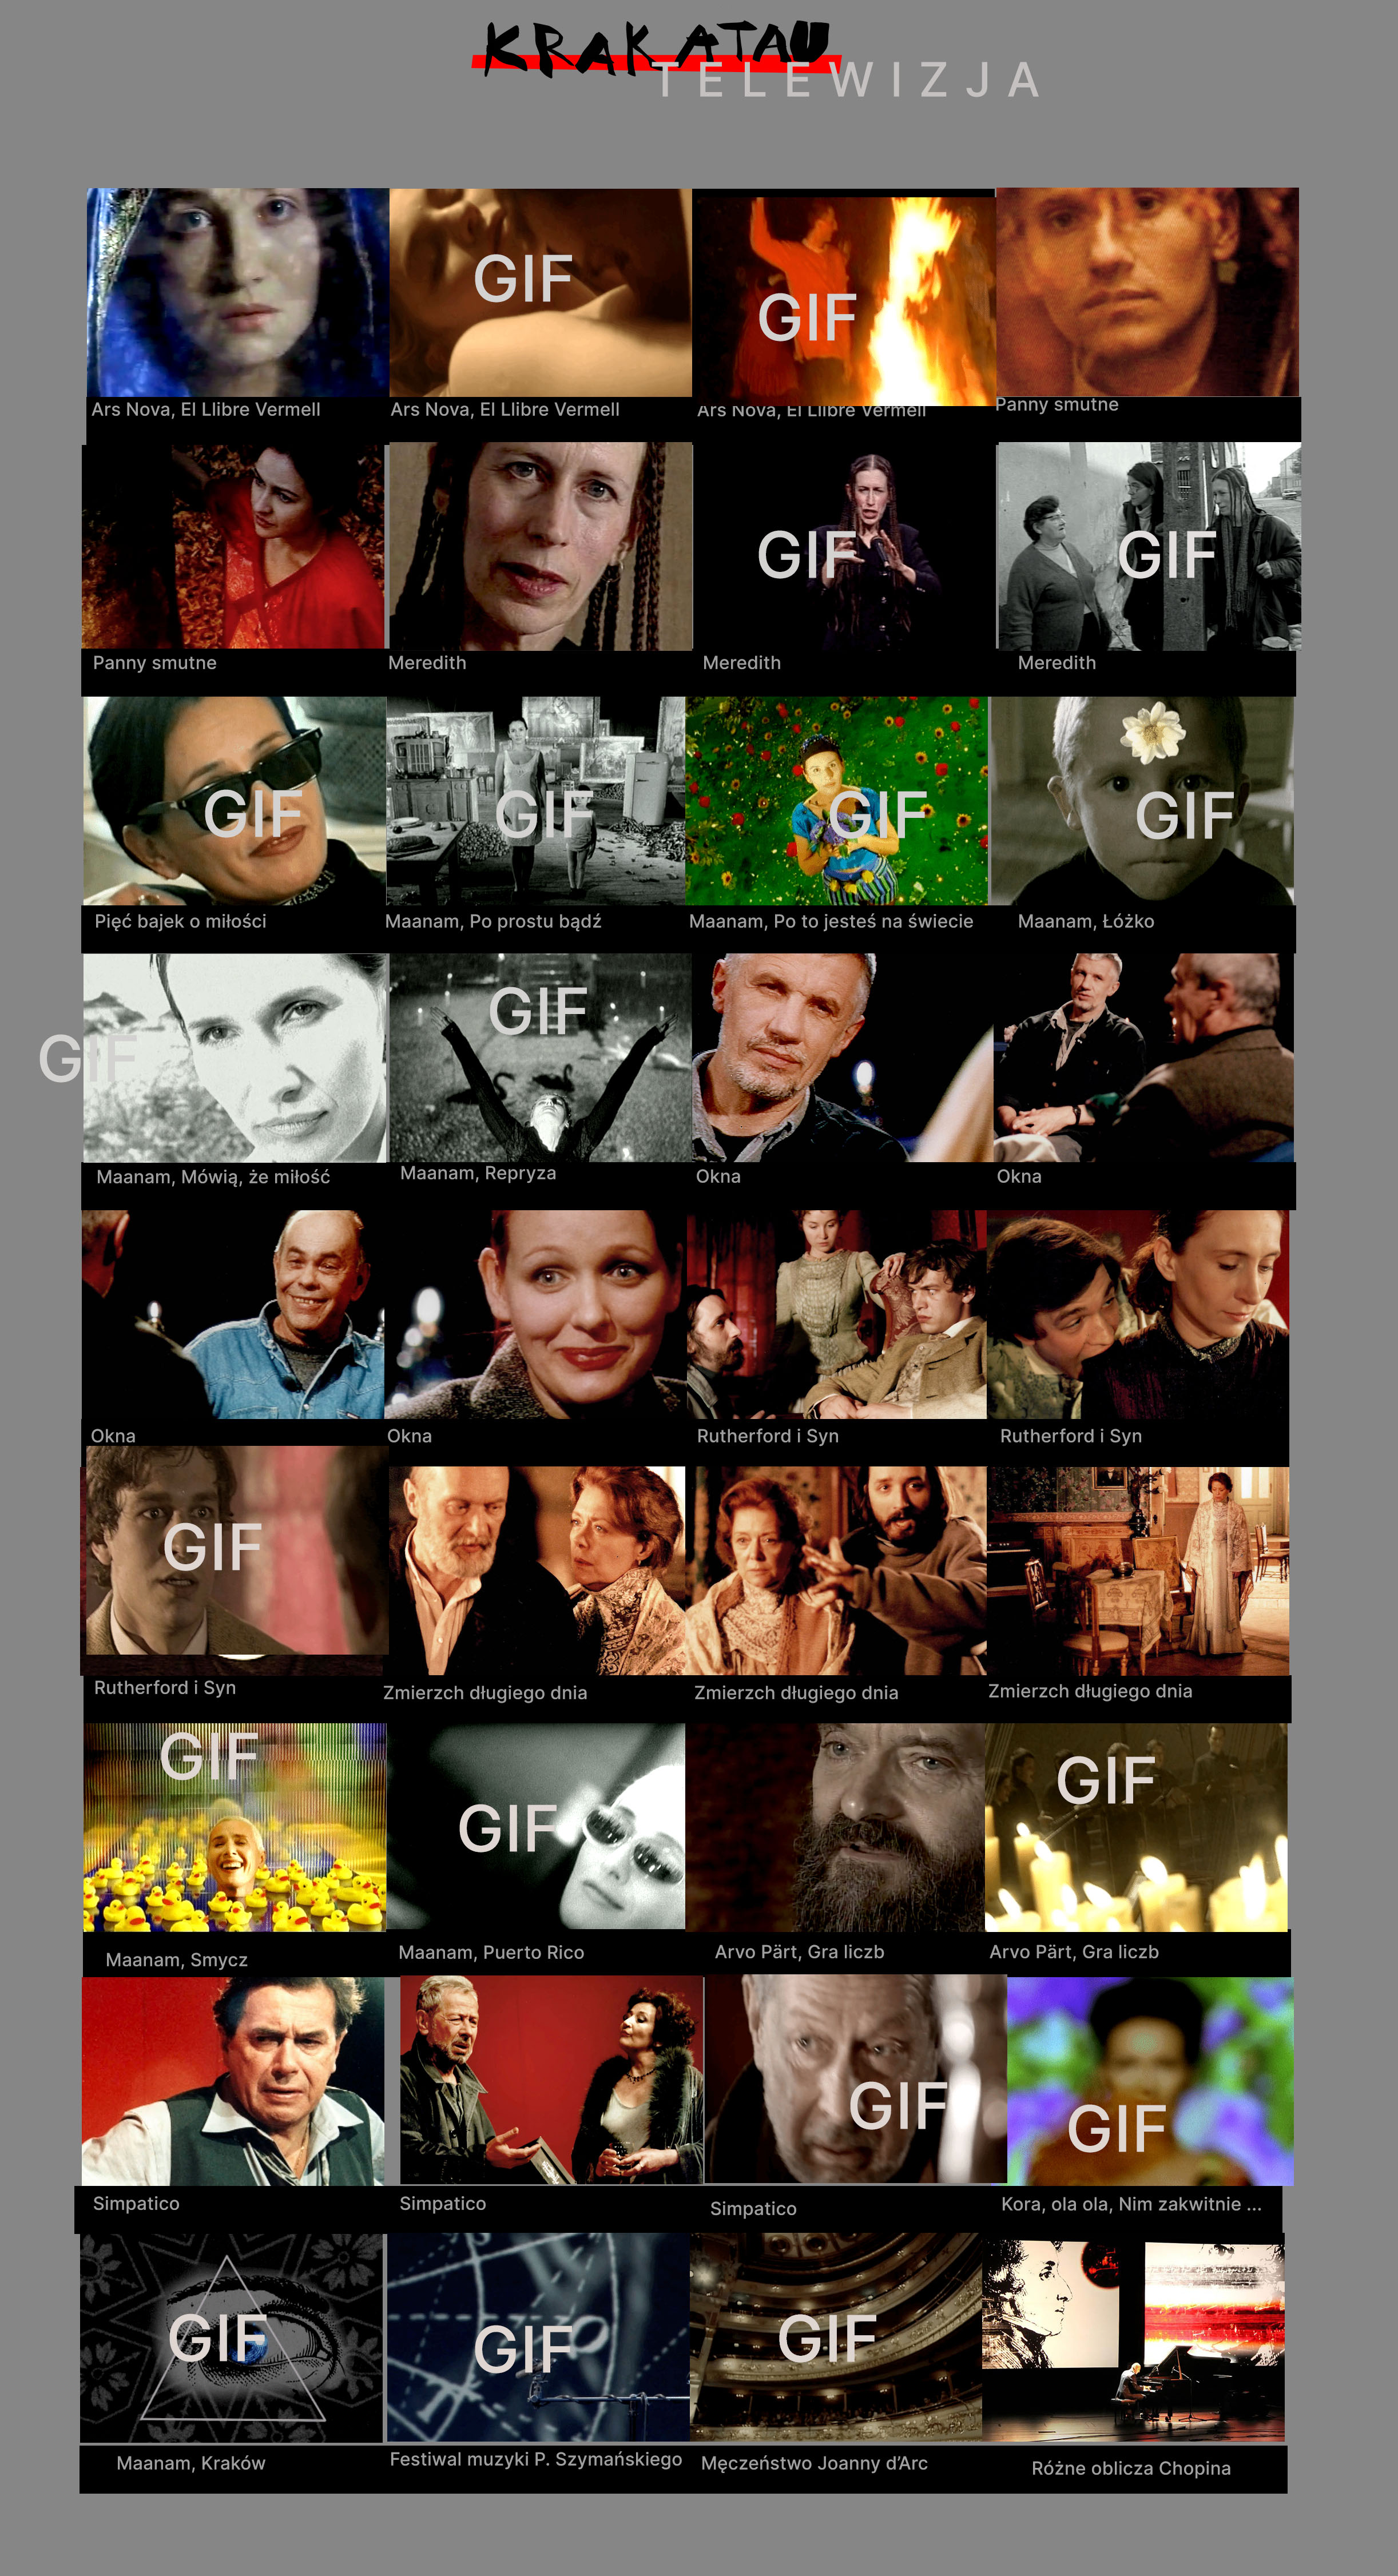 KRAKATAU
TELEWIZJA
GIF
GIF
Ars Nova, El Llibre Vermell
Ars Nova, El Llibre Vermell
Ars Nova, El Llibre Vermell
Panny smutne
GIF
GIF
Panny smutne
Meredith
Meredith
Meredith
GIF
GIF
GIF
GIF
Pięć bajek o miłości
Maanam, Po prostu bądź
Maanam, Po to jesteś na świecie
Maanam, Łóżko
GIF
GIF
Maanam, Mówią, że miłość
Maanam, Repryza
Okna
Okna
Okna
Okna
Rutherford i Syn
Rutherford i Syn
GIF
Rutherford i Syn
Zmierzch długiego dnia
Zmierzch długiego dnia
Zmierzch długiego dnia
GIF
GIF
GIF
Maanam, Smycz
Maanam, Puerto Rico
Arvo Pärt, Gra liczb
Arvo Pärt, Gra liczb
GIF
GIF
Simpatico
Simpatico
Simpatico
Kora, ola ola, Nim zakwitnie ...
GIF
GIF
GIF
Maanam, Kraków
Festiwal muzyki P. Szymańskiego
Męczeństwo Joanny d’Arc
Różne oblicza Chopina